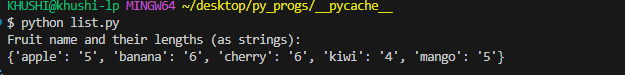 KHUSHI@khushi-lp MINGW64 ~/desktop/py_progs/__pycache__
$ python list.py
Fruit name and their lengths (as strings):
{'apple': '5', 'banana': '6', 'cherry': '6', 'kiwi': '4', 'mango': '5'}